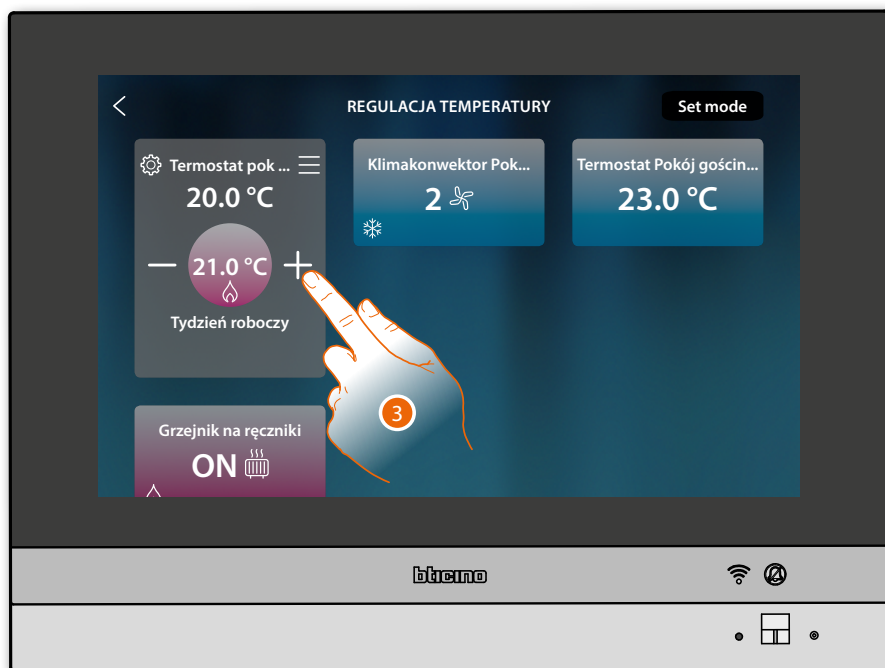 REGULACJA TEMPERATURY
Set mode
Termostat pok ...
20.0 °C
21.0 °C
Tydzień roboczy
Klimakonwektor Pok...
2
Termostat Pokój gościn...
23.0 °C
Grzejnik na ręczniki
ON
3
bticino